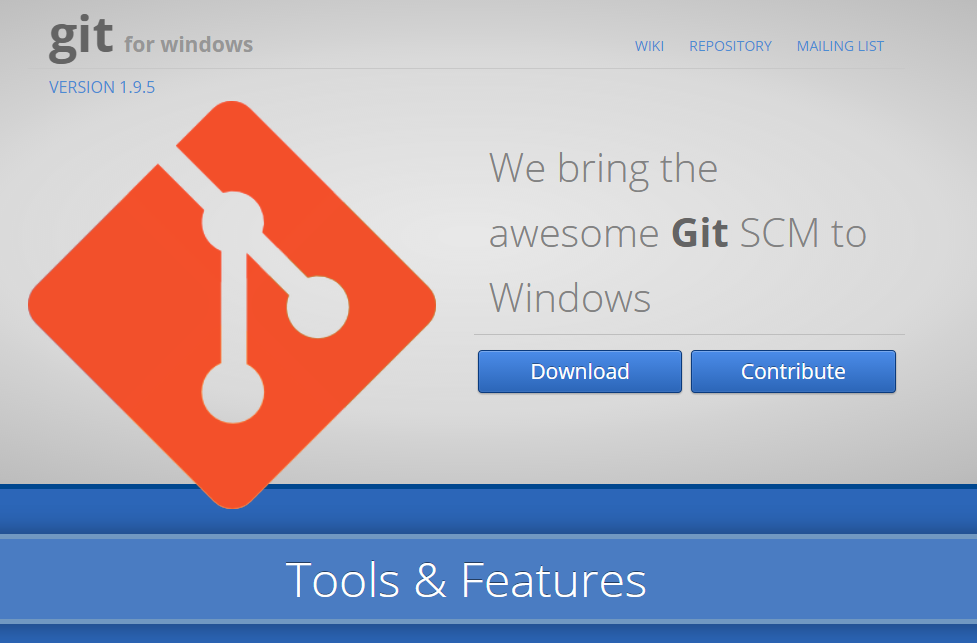 git for windows
WIKI REPOSITORY MAILING LIST
VERSION 1.9.5
We bring the
awesome Git SCM to
Windows
Download Contribute
Tools & Features